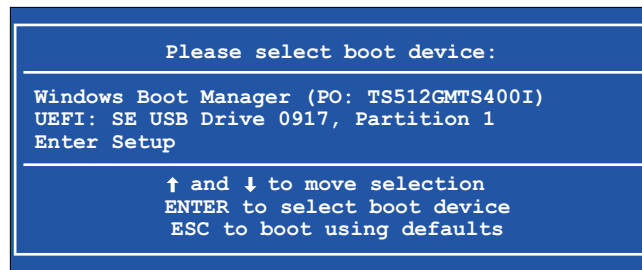 Please select boot device:
Windows Boot Manager (PO: TS512GMTS400I)
UEFI: SE USB Drive 0917, Partition 1
Enter Setup
↑ and ↓ to move selection
ENTER to select boot device
ESC to boot using defaults